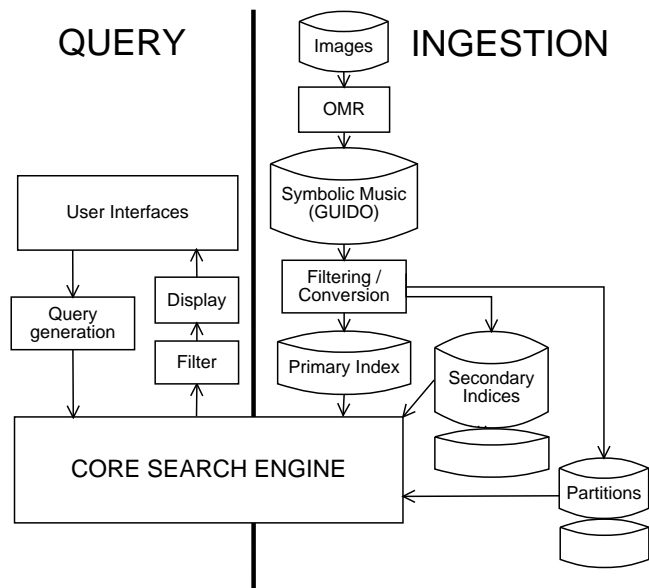 QUERY
INGESTION
Images
OMR
Symbolic Music
(GUIDO)
User Interfaces
Filtering /
Conversion
Display
Query
generation
Filter
Primary Index
Secondary
Indices
CORE SEARCH ENGINE
Partitions